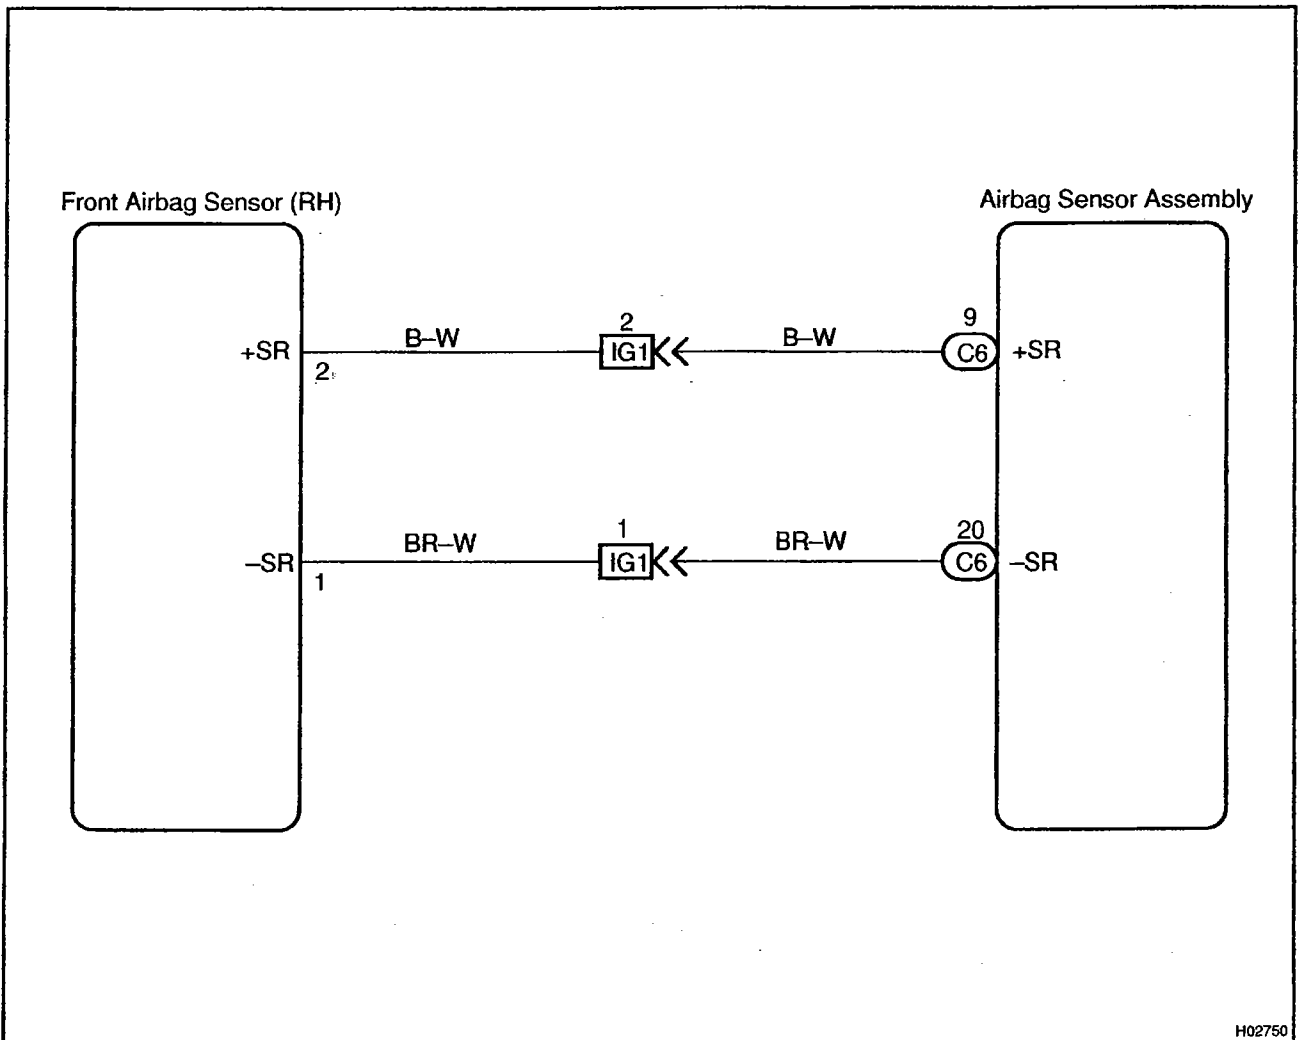 Front Airbag Sensor (RH)
Airbag Sensor Assembly
+SR
2
B–W
2
IG1
B–W
9
C6
+SR
–SR
1
BR–W
1
IG1
BR–W
20
C6
–SR
H02750